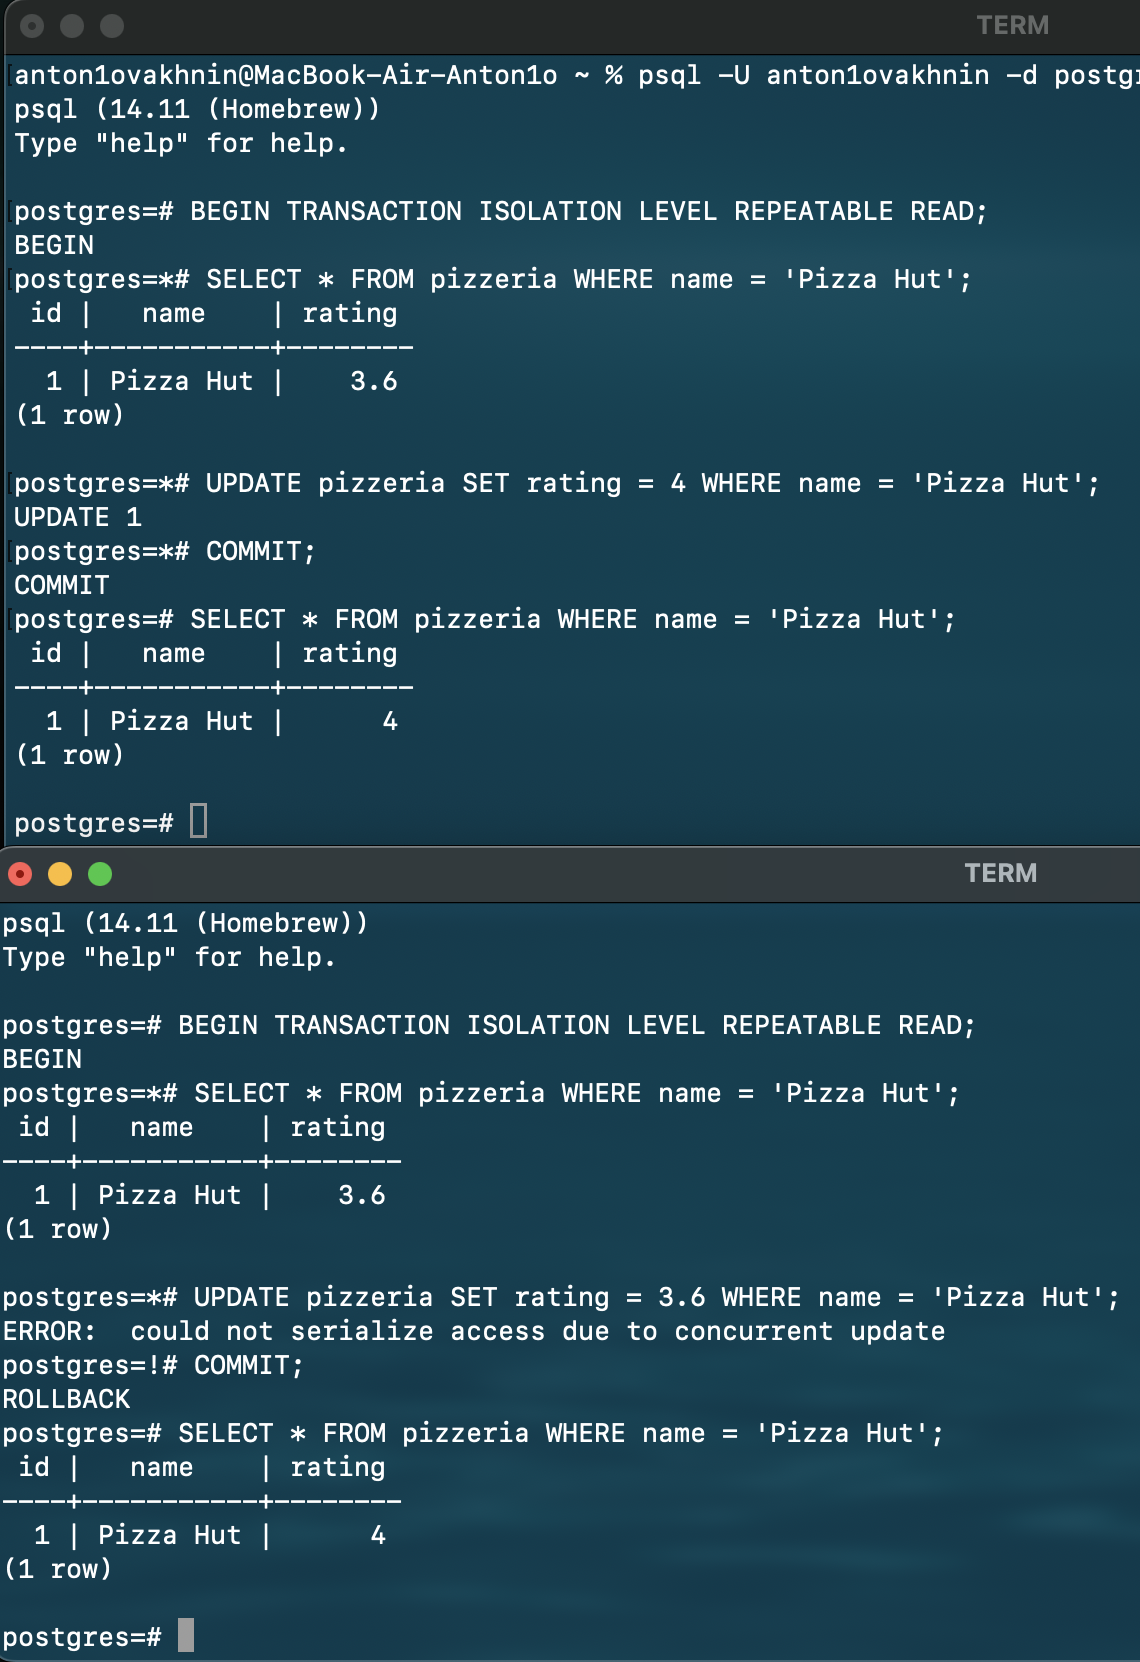 TERM
anton1ovakhnin@MacBook-Air-Anton1o ~ % psql -U anton1ovakhnin -d postgr
psql (14.11 (Homebrew))
Type "help" for help.
postgres=# BEGIN TRANSACTION ISOLATION LEVEL REPEATABLE READ;
BEGIN
postgres=*# SELECT * FROM pizzeria WHERE name = 'Pizza Hut';
 id |   name    | rating
----+-----------+--------
  1 | Pizza Hut |    3.6
(1 row)
postgres=*# UPDATE pizzeria SET rating = 4 WHERE name = 'Pizza Hut';
UPDATE 1
postgres=*# COMMIT;
COMMIT
postgres=# SELECT * FROM pizzeria WHERE name = 'Pizza Hut';
 id |   name    | rating
----+-----------+--------
  1 | Pizza Hut |      4
(1 row)
postgres=#
TERM
psql (14.11 (Homebrew))
Type "help" for help.
postgres=# BEGIN TRANSACTION ISOLATION LEVEL REPEATABLE READ;
BEGIN
postgres=*# SELECT * FROM pizzeria WHERE name = 'Pizza Hut';
 id |   name    | rating
----+-----------+--------
  1 | Pizza Hut |    3.6
(1 row)
postgres=*# UPDATE pizzeria SET rating = 3.6 WHERE name = 'Pizza Hut';
ERROR:  could not serialize access due to concurrent update
postgres=!# COMMIT;
ROLLBACK
postgres=# SELECT * FROM pizzeria WHERE name = 'Pizza Hut';
 id |   name    | rating
----+-----------+--------
  1 | Pizza Hut |      4
(1 row)
postgres=#